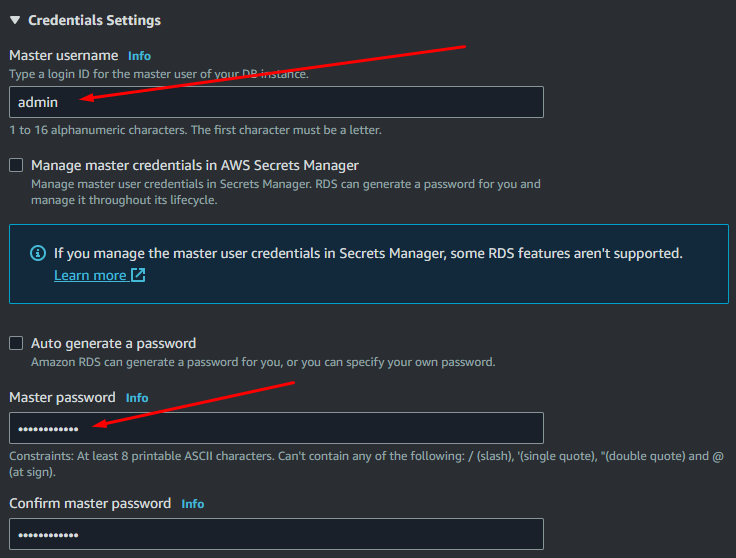 Credentials Settings
Master username Info
Type a login ID for the master user of your DB instance.
admin
1 to 16 alphanumeric characters. The first character must be a letter.
Manage master credentials in AWS Secrets Manager
Manage master user credentials in Secrets Manager. RDS can generate a password for you and
manage it throughout its lifecycle.
If you manage the master user credentials in Secrets Manager, some RDS features aren't supported.
Learn more
Auto generate a password
Amazon RDS can generate a password for you, or you can specify your own password.
Master password Info
••••••••••••
Constraints: At least 8 printable ASCII characters. Can't contain any of the following: / (slash), '(single quote), "(double quote) and @
(at sign).
Confirm master password Info
••••••••••••